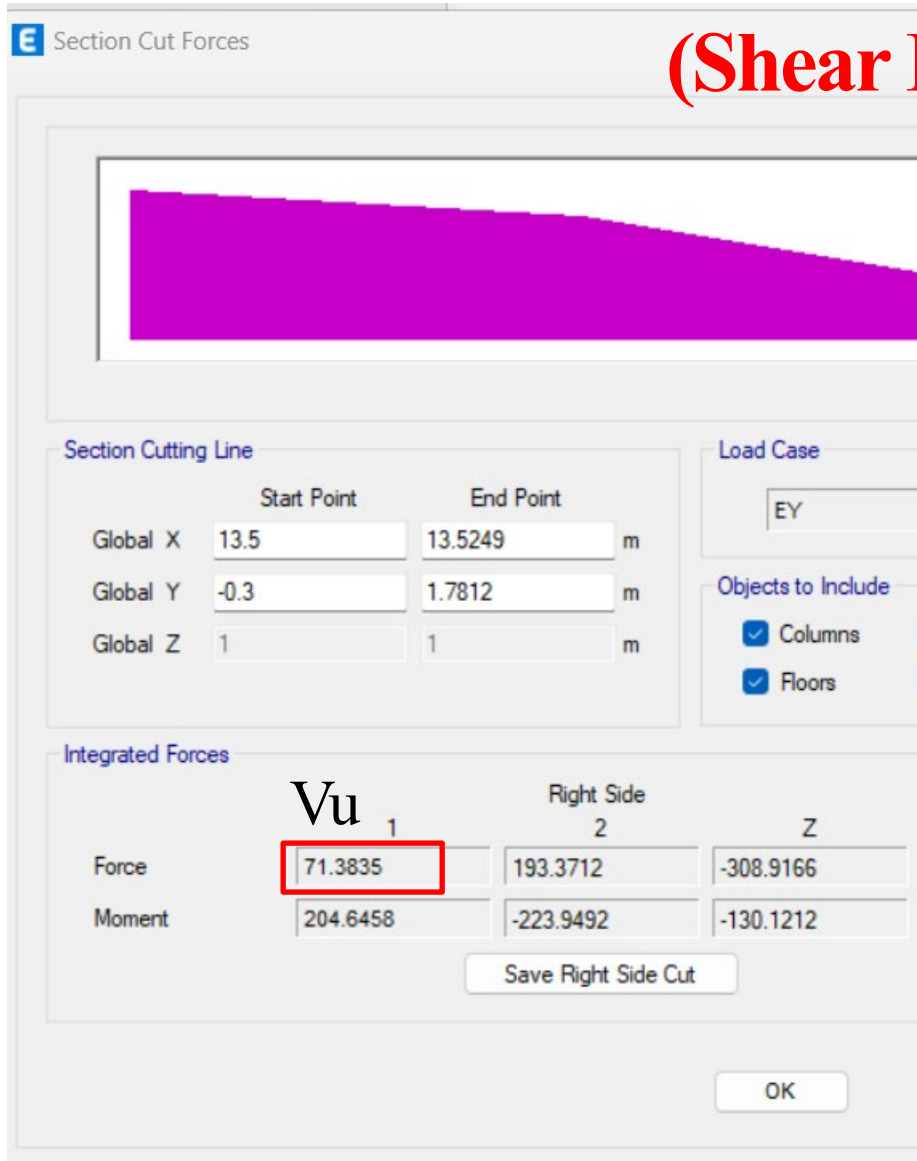 E Section Cut Forces
(Shear
Section Cutting Line
Load Case
Start Point End Point
EY
Global X 13.5 13.5249 m
Global Y -0.3 1.7812 m
Objects to Include
Global Z 1 1 m
Columns
Floors
Integrated Forces
Vu
Right Side
1 2 Z
Force 71.3835 193.3712 -308.9166
Moment 204.6458 -223.9492 -130.1212
Save Right Side Cut
OK